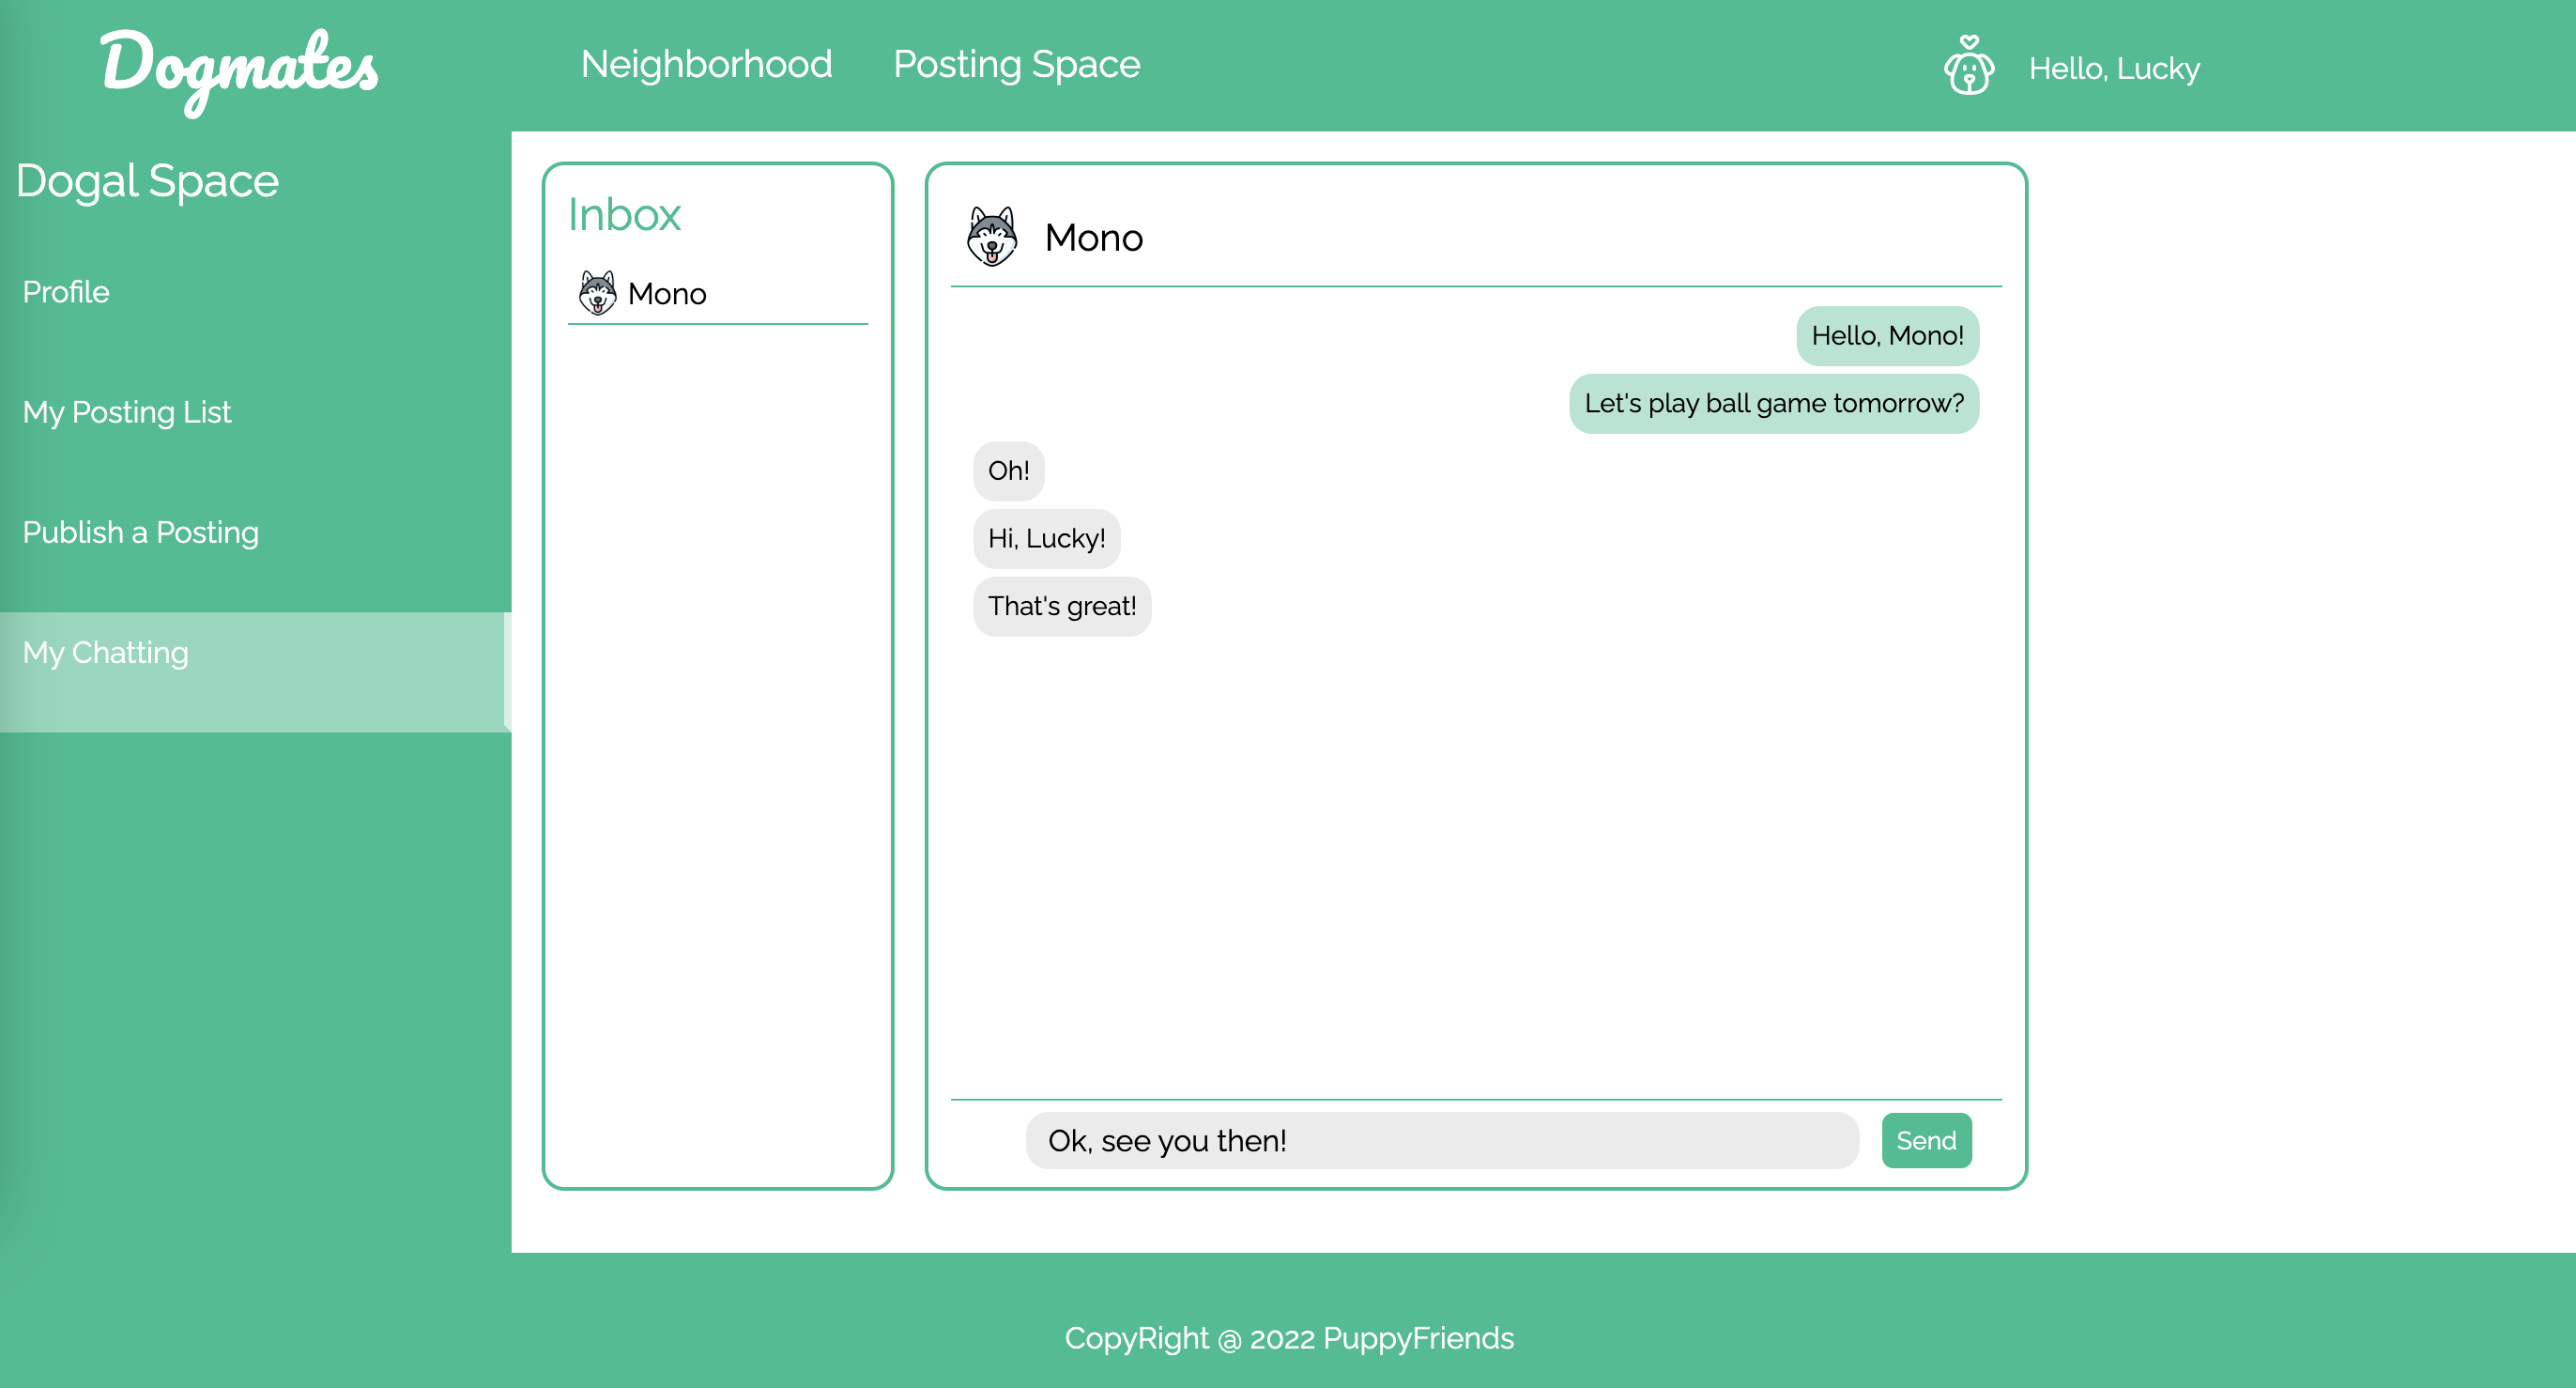 Dogmates
Neighborhood
Posting Space
Hello, Lucky
Dogal Space
Profile
My Posting List
Publish a Posting
My Chatting
Inbox
Mono
Mono
Hello, Mono!
Let's play ball game tomorrow?
Oh!
Hi, Lucky!
That's great!
Ok, see you then!
Send
CopyRight @ 2022 PuppyFriends